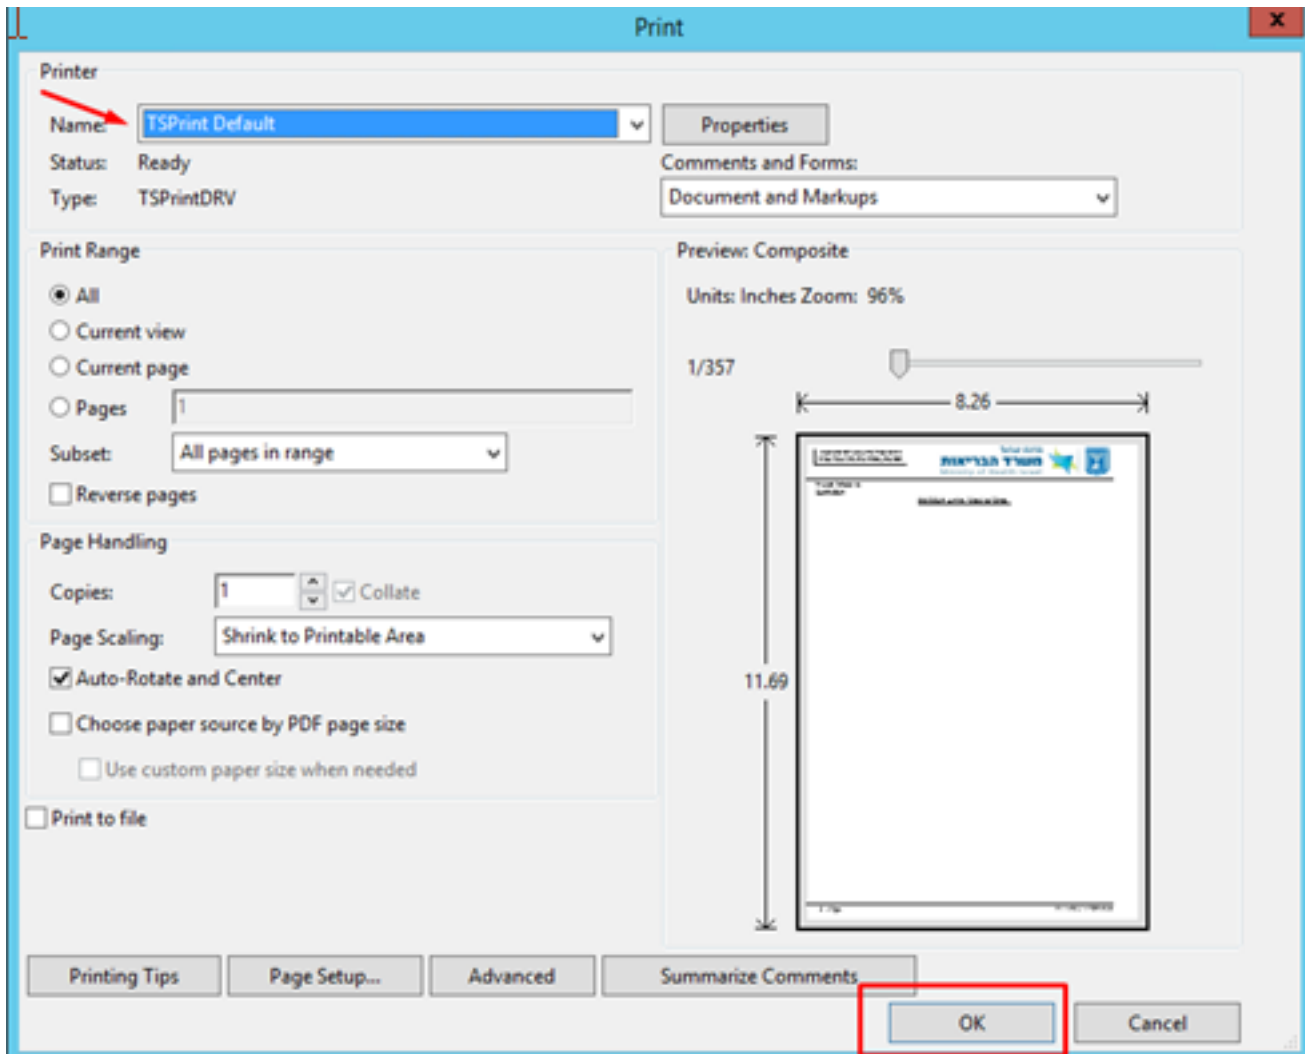 Print
x
Printer
Name: TSPrint Default Properties
Status: Ready Comments and Forms:
Type: TSPrintDRV Document and Markups
Print Range Preview: Composite
All Units: Inches Zoom: 96%
Current view
Current page 1/357
Pages 1 8.26
Subset: All pages in range
משרד הבריאות
Reverse pages
Page Handling
Copies: 1 Collate
Page Scaling: Shrink to Printable Area
Auto-Rotate and Center 11.69
Choose paper source by PDF page size
Use custom paper size when needed
Print to file
Printing Tips Page Setup... Advanced Summarize Comments
OK Cancel